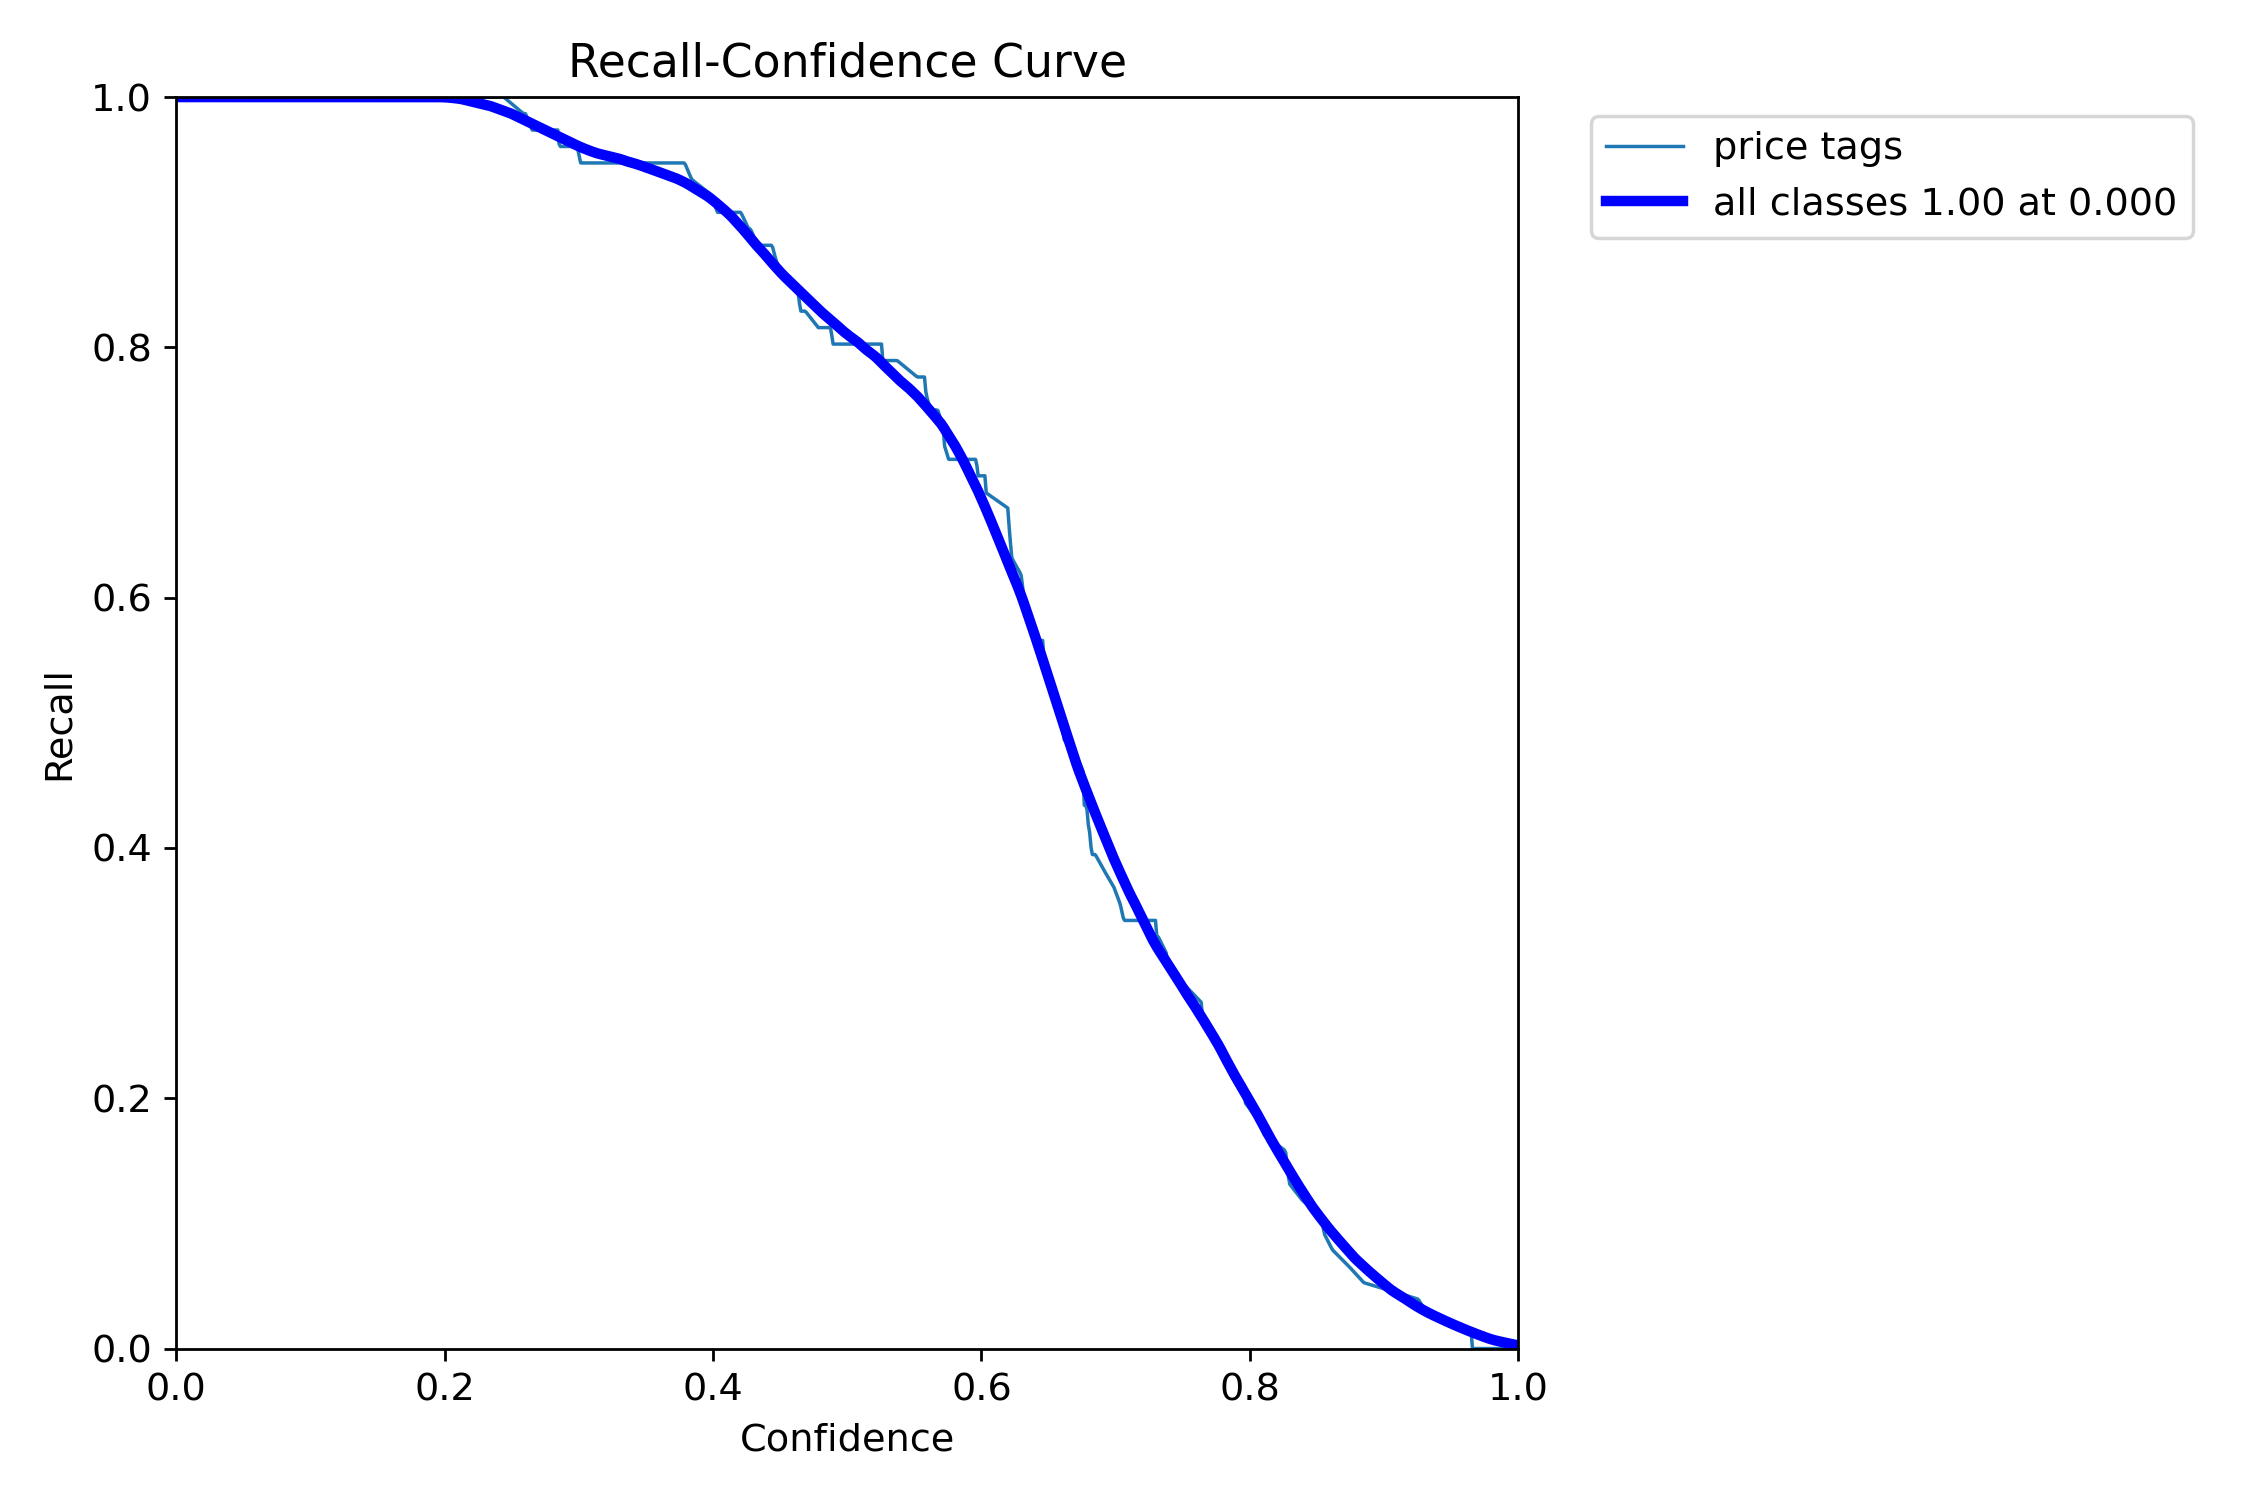 Recall-Confidence Curve
1.0
0.8
0.6
0.4
0.2
0.0
Recall
0.0 0.2 0.4 0.6 0.8 1.0
Confidence
price tags
all classes 1.00 at 0.000